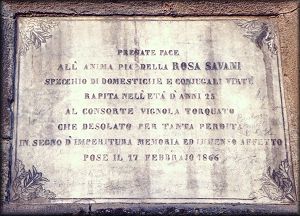 PREGATE PACE
ALL' ANIMA PIA DELLA ROSA SAVANI
SPECCHIO DI DOMESTICHE E CONJUGALI VIRTÙ
RAPITA NELL'ETÀ D'ANNI 25
AL CONSORTE VIGNOLA TORQUATO
CHE DESOLATO PER TANTA PERDITA
IN SEGNO D'IMPERITURA MEMORIA ED IMMENSO AFFETTO
POSE IL 17 FEBBRAIO 1866